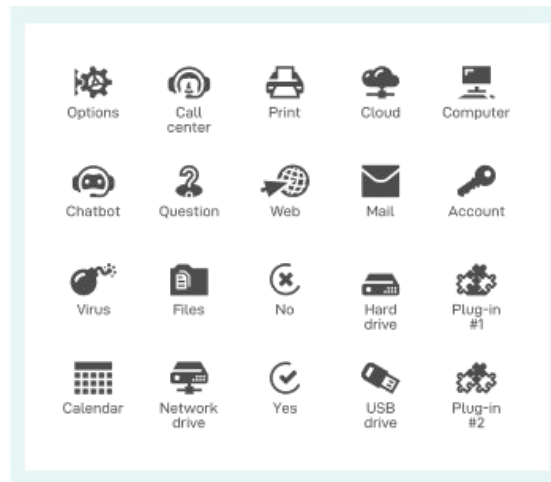 Options
Call
center
Print
Cloud
Computer
Chatbot
Question
Web
Mail
Account
Virus
Files
No
Hard
drive
Plug-in
#1
Calendar
Network
drive
Yes
USB
drive
Plug-in
#2